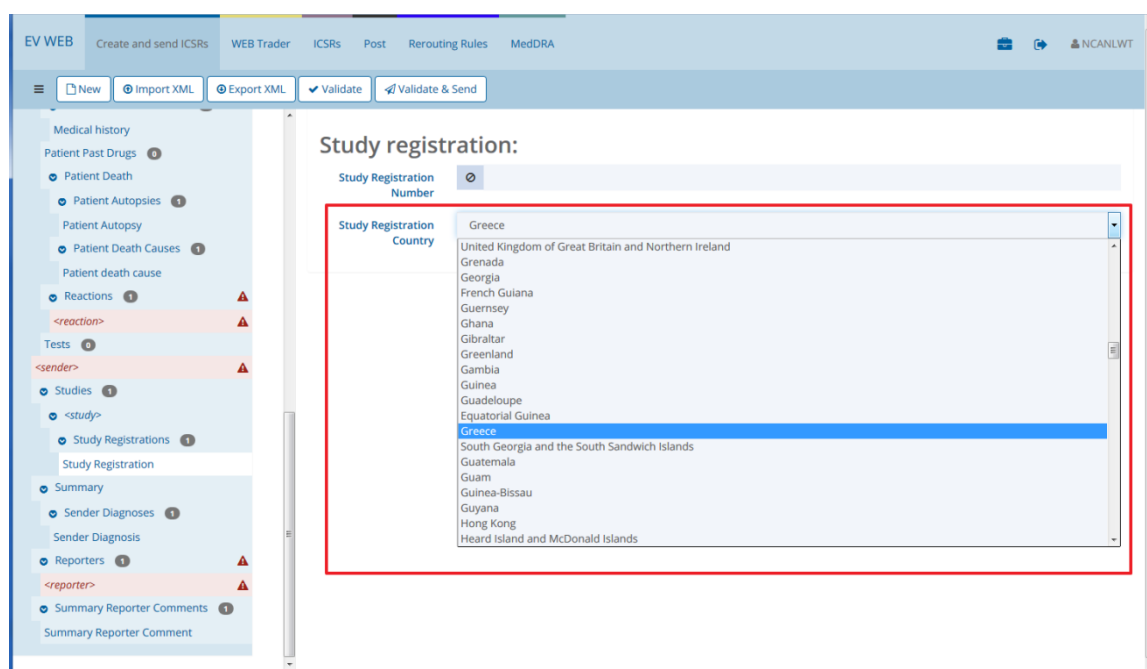 EV WEB Create and send ICSRs WEB Trader ICSRs Post Rerouting Rules MedDRA NCANLWT
New Import XML Export XML Validate Validate & Send
Medical history
Patient Past Drugs 0
Patient Death
Patient Autopsies 1
Patient Autopsy
Patient Death Causes 1
Patient death cause
Reactions 1
<reaction>
Tests 0
<sender>
Studies 1
<study>
Study Registrations 1
Study Registration
Summary
Sender Diagnoses 1
Sender Diagnosis
Reporters 1
<reporter>
Summary Reporter Comments 1
Summary Reporter Comment
Study registration:
Study Registration
Number
Study Registration
Country
Greece
United Kingdom of Great Britain and Northern Ireland
Grenada
Georgia
French Guiana
Guernsey
Ghana
Gibraltar
Greenland
Gambia
Guinea
Guadeloupe
Equatorial Guinea
Greece
South Georgia and the South Sandwich Islands
Guatemala
Guam
Guinea-Bissau
Guyana
Hong Kong
Heard Island and McDonald Islands